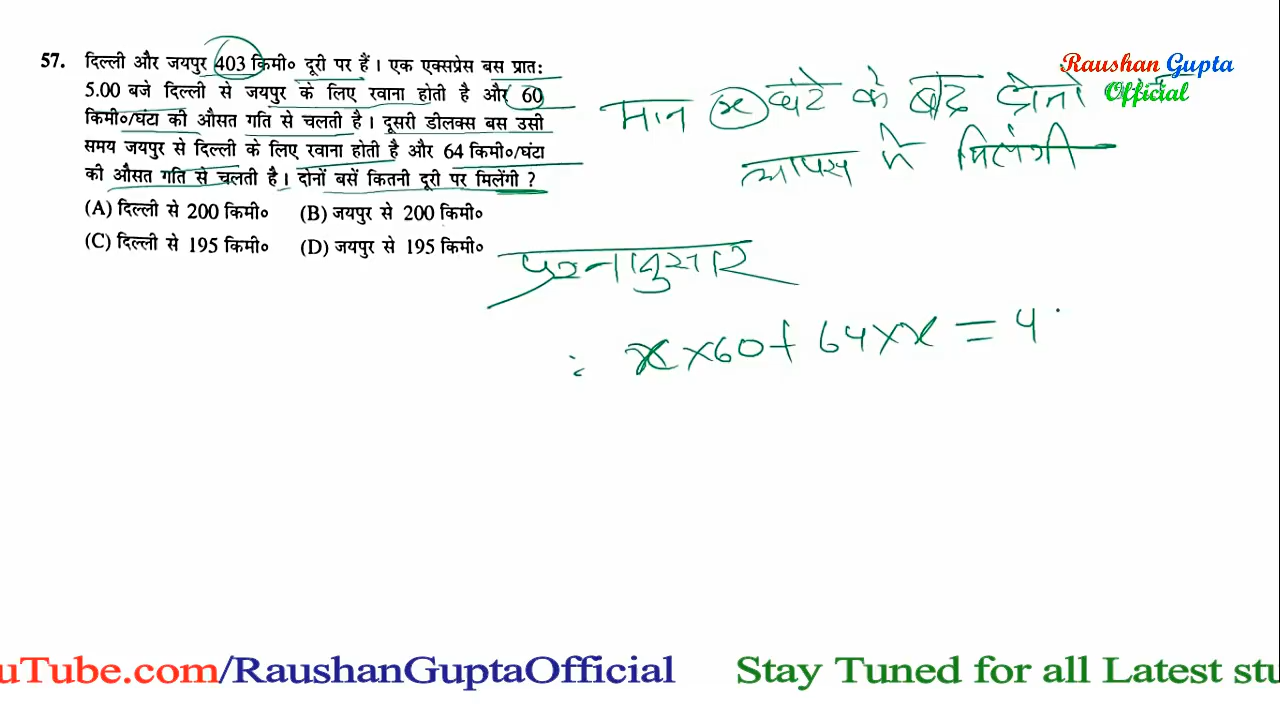 57. दिल्ली और जयपुर 403 किमी० दूरी पर हैं। एक एक्सप्रेस बस प्रातः
5.00 बजे दिल्ली से जयपुर के लिए रवाना होती है और 60
किमी०/घंटा की औसत गति से चलती है। दूसरी डीलक्स बस उसी
समय जयपुर से दिल्ली के लिए रवाना होती है और 64 किमी०/घंटा
की औसत गति से चलती है। दोनों बसें कितनी दूरी पर मिलेंगी ?
(A) दिल्ली से 200 किमी० (B) जयपुर से 200 किमी०
(C) दिल्ली से 195 किमी० (D) जयपुर से 195 किमी०
Raushan Gupta
Official
मान x घंटे के बाद दोनो
आपस मे मिलेंगी
प्रश्नानुसार
∴ x×60+64×x = 4
uTube.com/RaushanGuptaOfficial Stay Tuned for all Latest stu